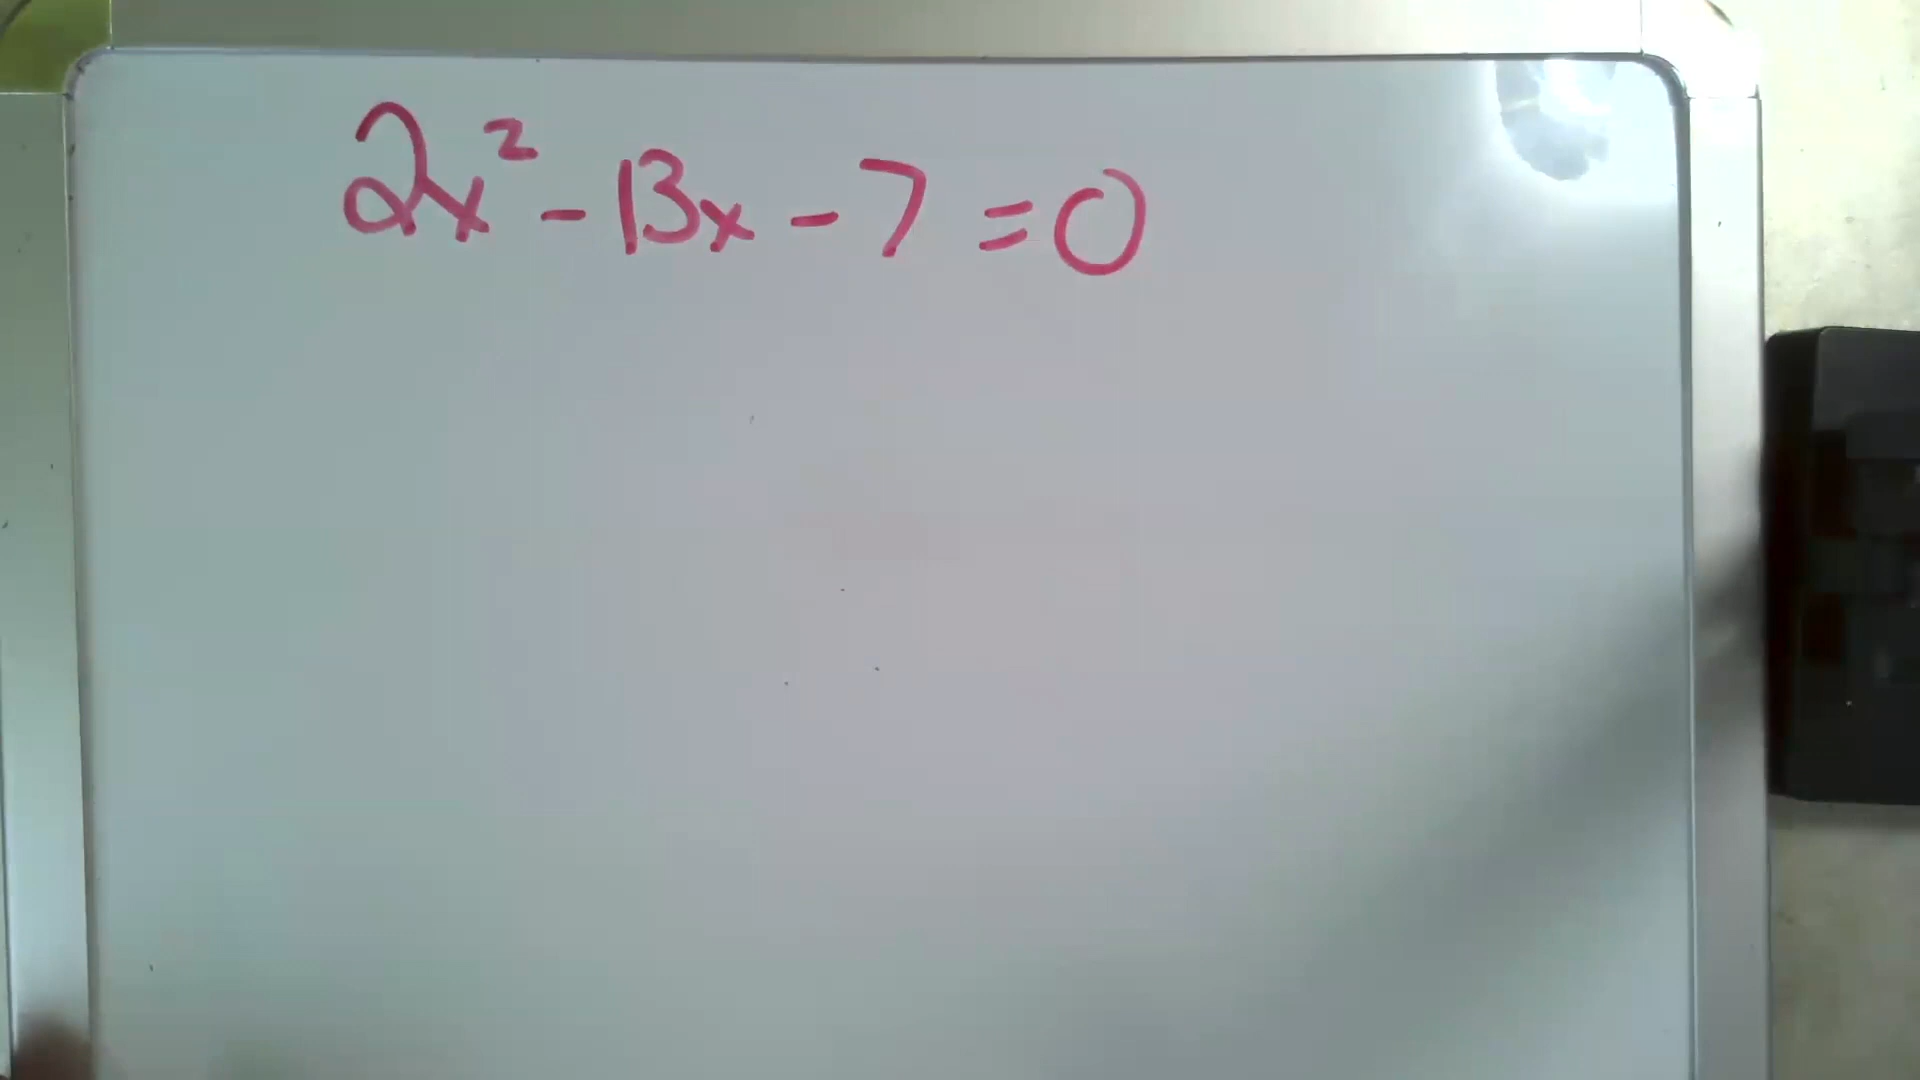 2x² - 13x - 7 = 0